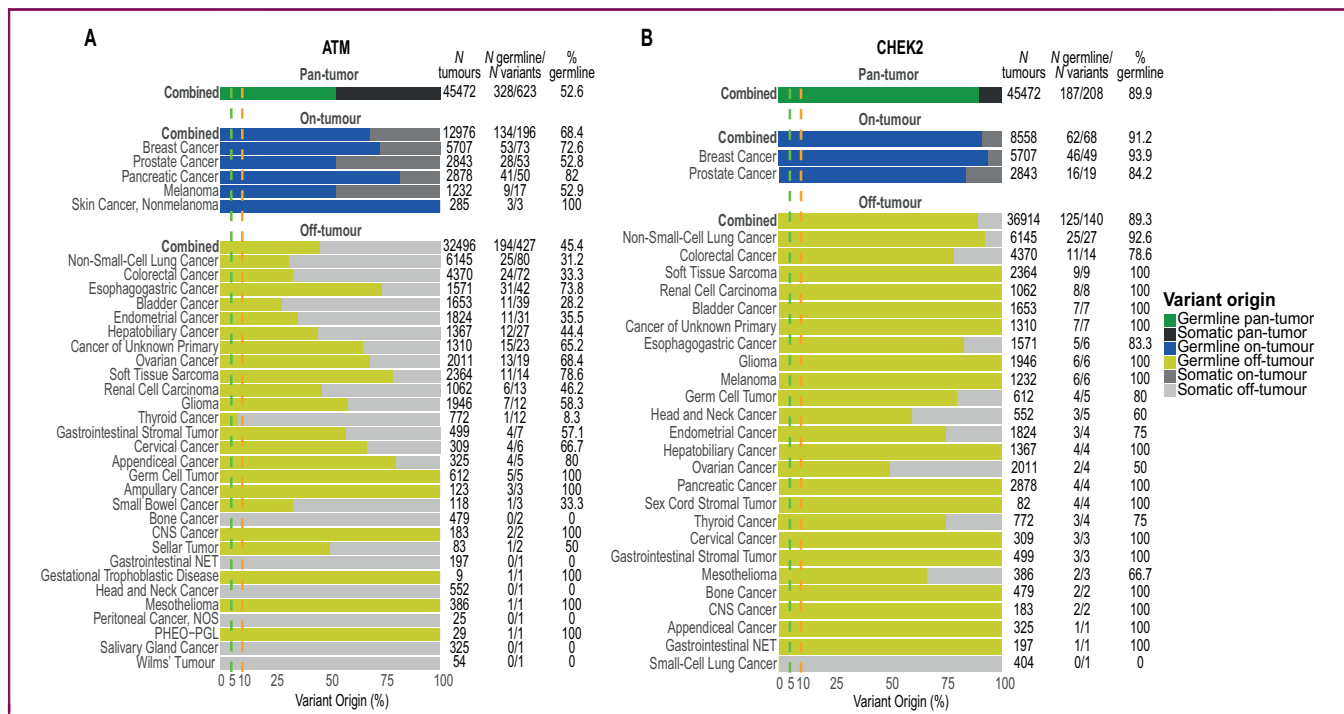 A
ATM
N tumours
N germline/ N variants
% germline
Pan-tumor
Combined 45472 328/623 52.6
On-tumour
Combined 12976 134/196 68.4
Breast Cancer 5707 53/73 72.6
Prostate Cancer 2843 28/53 52.8
Pancreatic Cancer 2878 41/50 82
Melanoma 1232 9/17 52.9
Skin Cancer, Nonmelanoma 285 3/3 100
Off-tumour
Combined 32496 194/427 45.4
Non-Small-Cell Lung Cancer 6145 25/80 31.2
Colorectal Cancer 4370 24/72 33.3
Esophagogastric Cancer 1571 31/42 73.8
Bladder Cancer 1653 11/39 28.2
Endometrial Cancer 1824 11/31 35.5
Hepatobiliary Cancer 1367 12/27 44.4
Cancer of Unknown Primary 1310 15/23 65.2
Ovarian Cancer 2011 13/19 68.4
Soft Tissue Sarcoma 2364 11/14 78.6
Renal Cell Carcinoma 1062 6/13 46.2
Glioma 1946 7/12 58.3
Thyroid Cancer 772 1/12 8.3
Gastrointestinal Stromal Tumor 499 4/7 57.1
Cervical Cancer 309 4/6 66.7
Appendiceal Cancer 325 4/5 80
Germ Cell Tumor 612 5/5 100
Ampullary Cancer 123 3/3 100
Small Bowel Cancer 118 1/3 33.3
Bone Cancer 479 0/2 0
CNS Cancer 183 2/2 100
Sellar Tumor 83 1/2 50
Gastrointestinal NET 197 0/1 0
Gestational Trophoblastic Disease 9 1/1 100
Head and Neck Cancer 552 0/1 0
Mesothelioma 386 1/1 100
Peritoneal Cancer, NOS 25 0/1 0
PHEO−PGL 29 1/1 100
Salivary Gland Cancer 325 0/1 0
Wilms' Tumour 54 0/1 0
0 5 10 25 50 75 100
Variant Origin (%)
B
CHEK2
N tumours
N germline/ N variants
% germline
Pan-tumor
Combined 45472 187/208 89.9
On-tumour
Combined 8558 62/68 91.2
Breast Cancer 5707 46/49 93.9
Prostate Cancer 2843 16/19 84.2
Off-tumour
Combined 36914 125/140 89.3
Non-Small-Cell Lung Cancer 6145 25/27 92.6
Colorectal Cancer 4370 11/14 78.6
Soft Tissue Sarcoma 2364 9/9 100
Renal Cell Carcinoma 1062 8/8 100
Bladder Cancer 1653 7/7 100
Cancer of Unknown Primary 1310 7/7 100
Esophagogastric Cancer 1571 5/6 83.3
Glioma 1946 6/6 100
Melanoma 1232 6/6 100
Germ Cell Tumor 612 4/5 80
Head and Neck Cancer 552 3/5 60
Endometrial Cancer 1824 3/4 75
Hepatobiliary Cancer 1367 4/4 100
Ovarian Cancer 2011 2/4 50
Pancreatic Cancer 2878 4/4 100
Sex Cord Stromal Tumor 82 4/4 100
Thyroid Cancer 772 3/4 75
Cervical Cancer 309 3/3 100
Gastrointestinal Stromal Tumor 499 3/3 100
Mesothelioma 386 2/3 66.7
Bone Cancer 479 2/2 100
CNS Cancer 183 2/2 100
Appendiceal Cancer 325 1/1 100
Gastrointestinal NET 197 1/1 100
Small-Cell Lung Cancer 404 0/1 0
0 5 10 25 50 75 100
Variant Origin (%)
Variant origin
Germline pan-tumor
Somatic pan-tumor
Germline on-tumour
Germline off-tumour
Somatic on-tumour
Somatic off-tumour